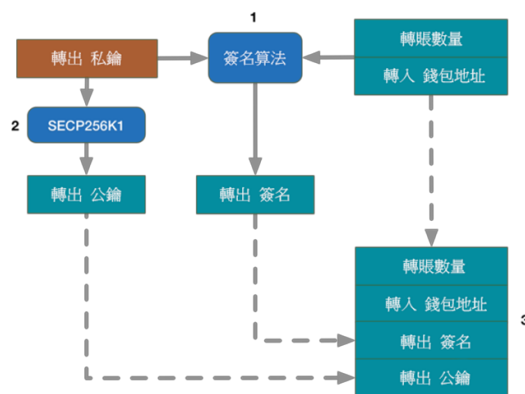 1
轉出 私鑰
簽名算法
轉賬數量
轉入 錢包地址
2
SECP256K1
轉出 公鑰
轉出 簽名
轉賬數量
轉入 錢包地址
3
轉出 簽名
轉出 公鑰